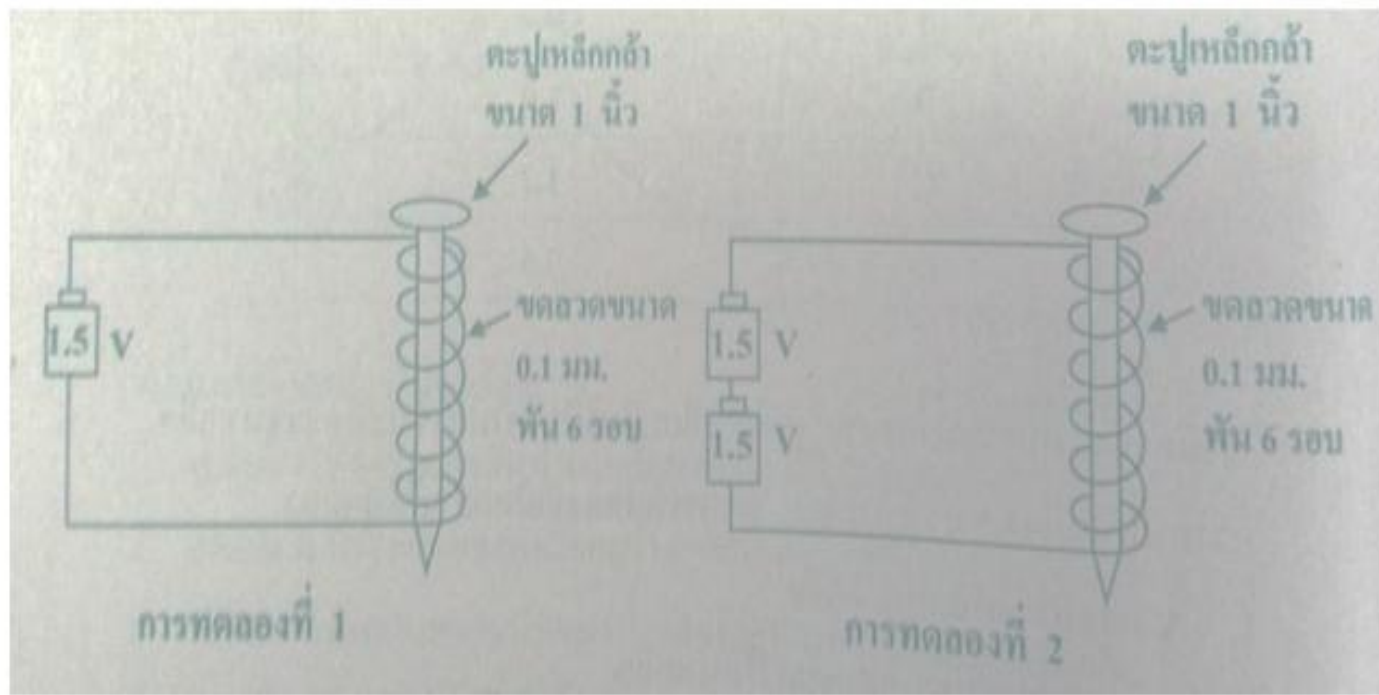 ตะปูเหล็กกล้า
ขนาด 1 นิ้ว
1.5 V
ขดลวดขนาด
0.1 มม.
พัน 6 รอบ
การทดลองที่ 1
ตะปูเหล็กกล้า
ขนาด 1 นิ้ว
1.5 V
1.5 V
ขดลวดขนาด
0.1 มม.
พัน 6 รอบ
การทดลองที่ 2